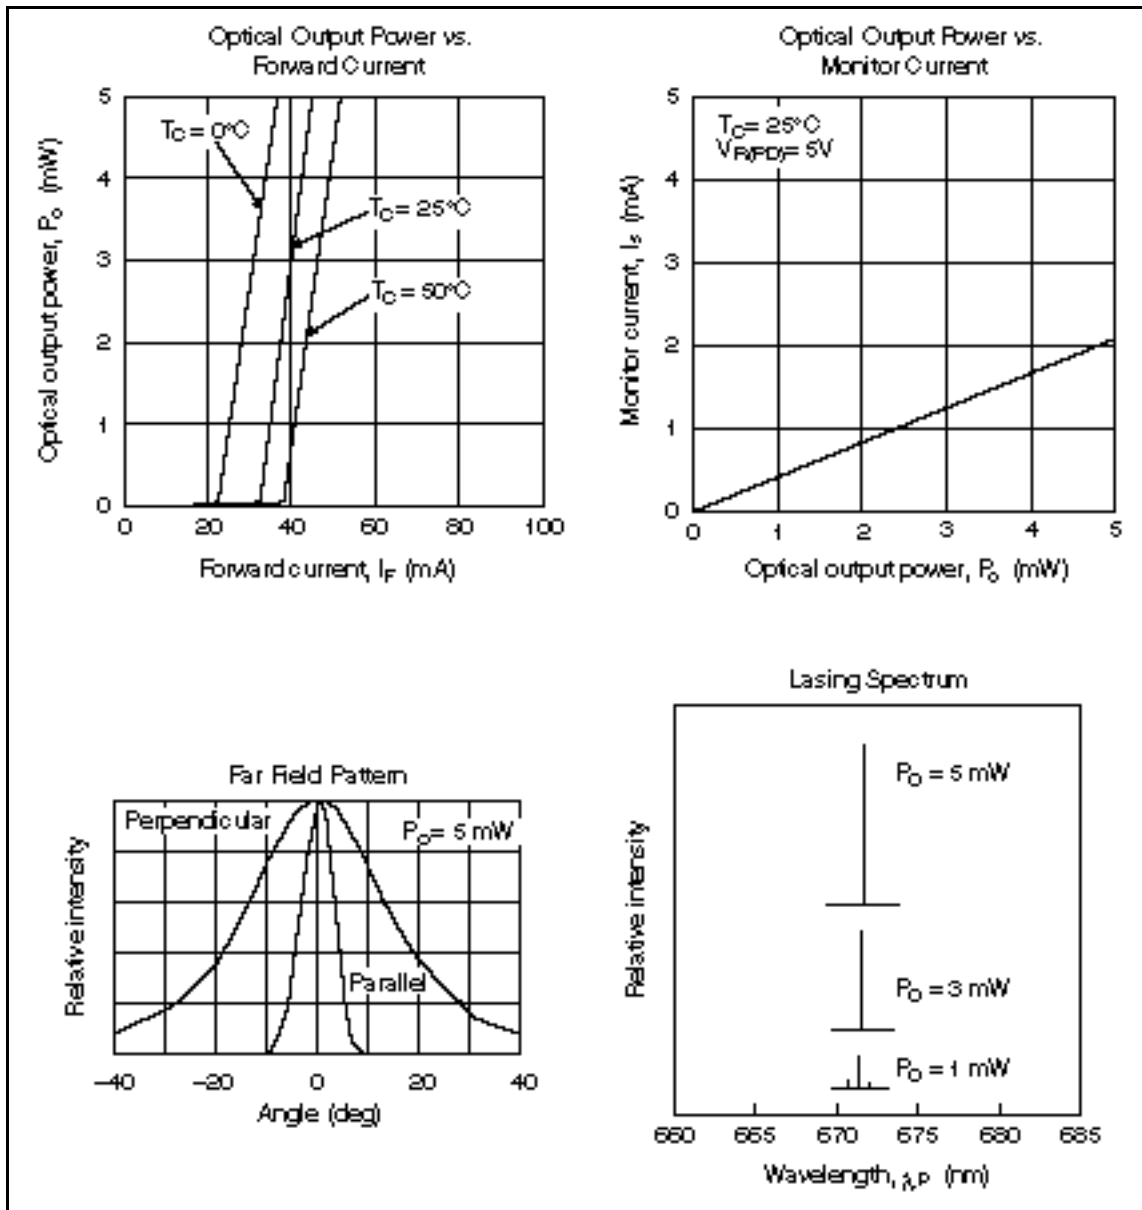 Optical Output Power vs.
Forward Current
5
4
3
2
1
0
Optical output power, Po (mW)
TC = 0°C
TC = 25°C
TC = 50°C
0 20 40 60 80 100
Forward current, IF (mA)
Optical Output Power vs.
Monitor Current
5
4
3
2
1
0
Monitor current, IS (mA)
TC = 25°C
VR(PD) = 5V
0 1 2 3 4 5
Optical output power, Po (mW)
Far Field Pattern
Relative intensity
Perpendicular
PO = 5 mW
Parallel
–40 –20 0 20 40
Angle (deg)
Lasing Spectrum
Relative intensity
PO = 5 mW
PO = 3 mW
PO = 1 mW
660 665 670 675 680 685
Wavelength, λP (nm)